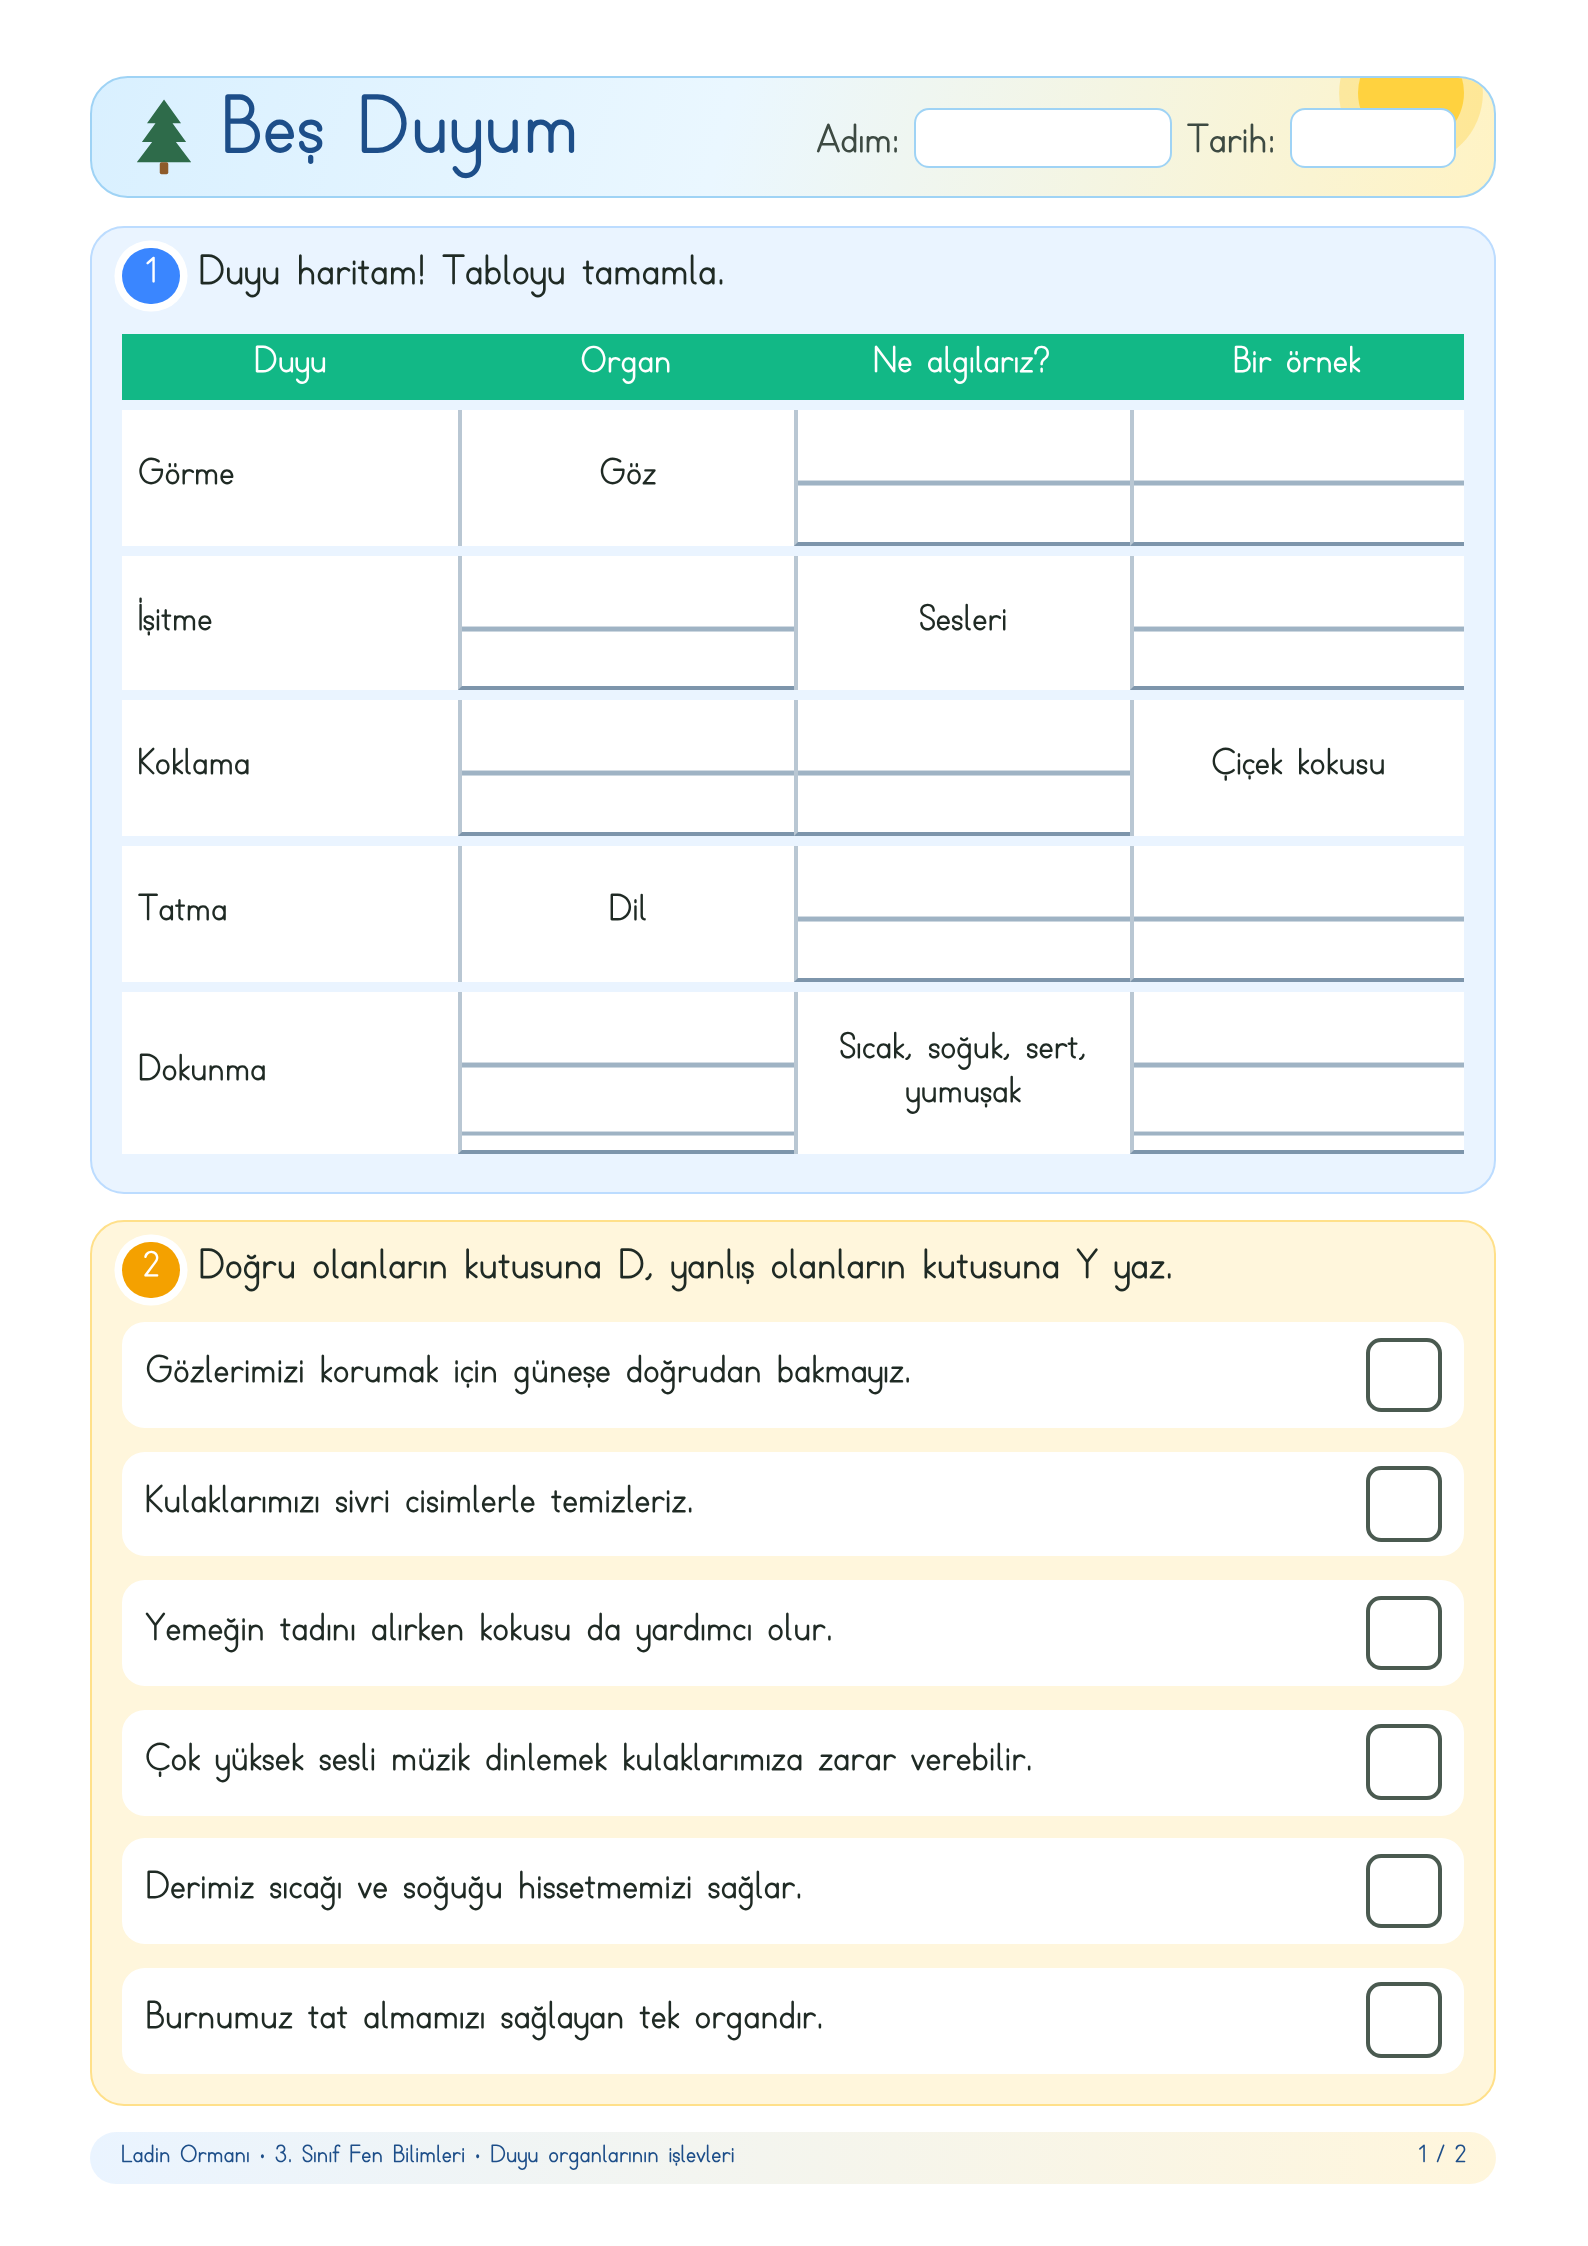 Beş Duyum
Adım: Tarih:
1 Duyu haritam! Tabloyu tamamla.
Duyu Organ Ne algılarız? Bir örnek
Görme Göz
İşitme Sesleri
Koklama Çiçek kokusu
Tatma Dil
Dokunma Sıcak, soğuk, sert,
yumuşak
2 Doğru olanların kutusuna D, yanlış olanların kutusuna Y yaz.
Gözlerimizi korumak için güneşe doğrudan bakmayız.
Kulaklarımızı sivri cisimlerle temizleriz.
Yemeğin tadını alırken kokusu da yardımcı olur.
Çok yüksek sesli müzik dinlemek kulaklarımıza zarar verebilir.
Derimiz sıcağı ve soğuğu hissetmemizi sağlar.
Burnumuz tat almamızı sağlayan tek organdır.
Ladin Ormanı • 3. Sınıf Fen Bilimleri • Duyu organlarının işlevleri 1 / 2